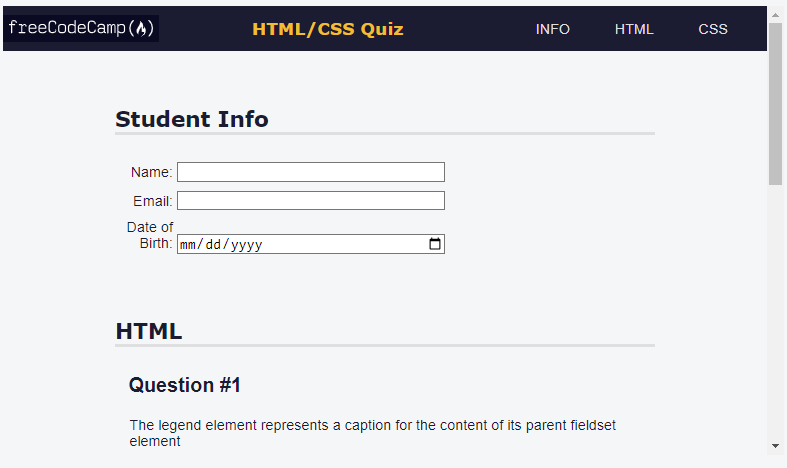 freeCodeCamp(🔥)
HTML/CSS Quiz
INFO
HTML
CSS
Student Info
Name:
Email:
Date of
Birth:
mm/dd/yyyy
HTML
Question #1
The legend element represents a caption for the content of its parent fieldset
element